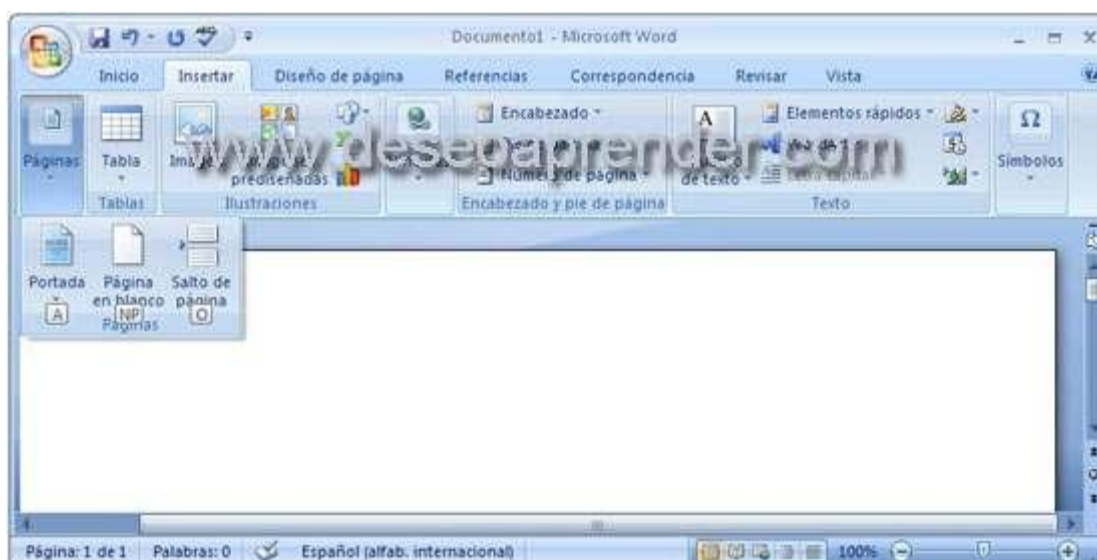 Documento1 - Microsoft Word
Inicio Insertar Diseño de página Referencias Correspondencia Revisar Vista
Encabezado A Elementos rápidos Ω
Páginas Tabla Símbolos
www.deseoaprender.com
prediseñadas Número de página de texto
Tablas Ilustraciones Encabezado y pie de página Texto
Portada Página en blanco Salto de página
A NP O
Páginas
Página: 1 de 1 Palabras: 0 Español (alfab. internacional) 100%